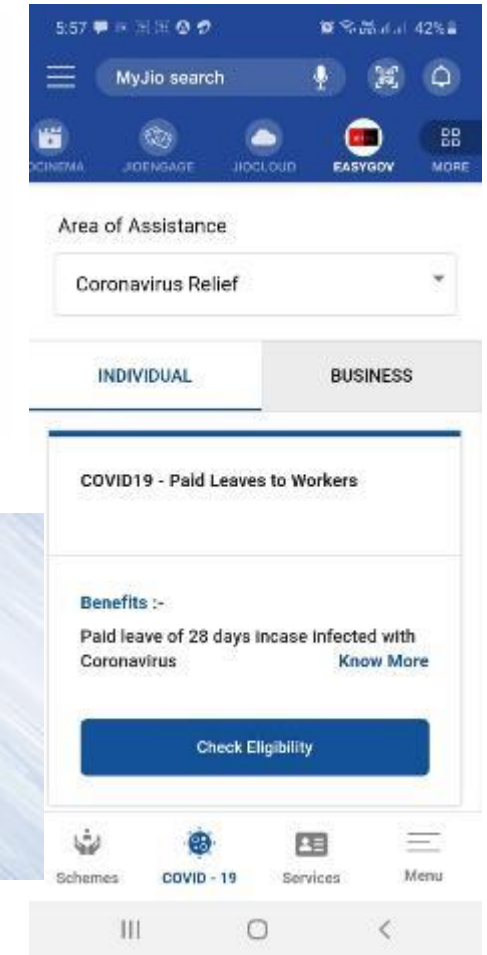 5:57
42%
MyJio search
OCINEMA
JIOENGAGE
JIOCLOUD
EASYGOV
MORE
Area of Assistance
Coronavirus Relief
INDIVIDUAL
BUSINESS
COVID19 - Paid Leaves to Workers
Benefits :-
Paid leave of 28 days incase infected with
Coronavirus
Know More
Check Eligibility
Schemes
COVID - 19
Services
Menu